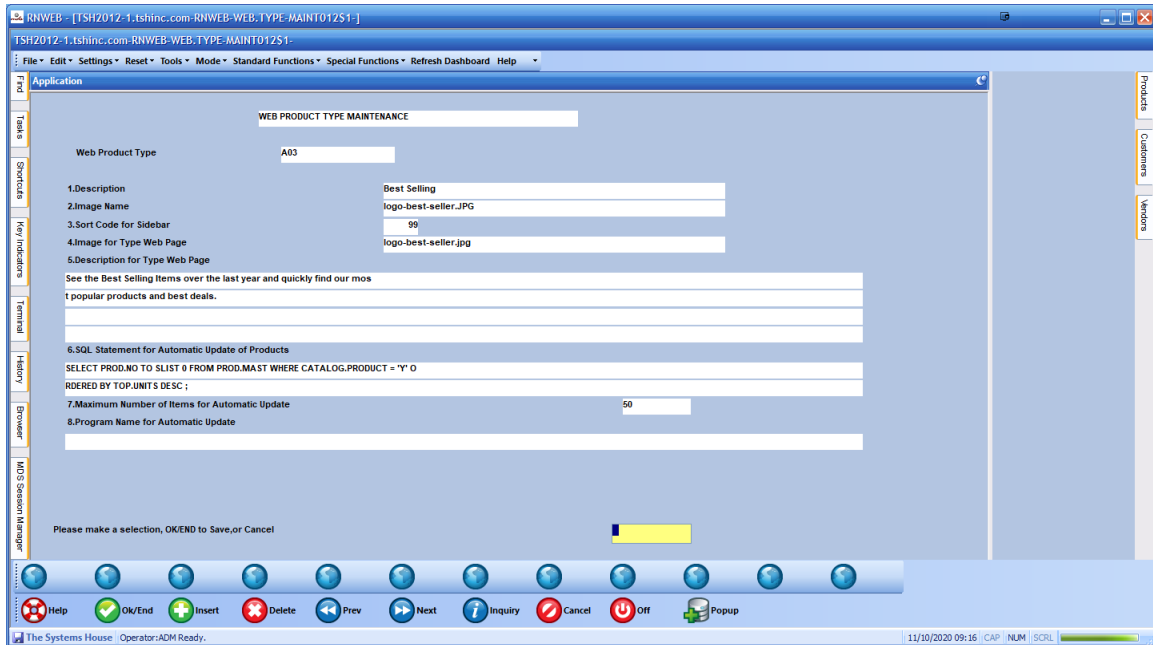 RNWEB - [TSH2012-1.tshinc.com-RNWEB-WEB.TYPE-MAINT012$1-]
TSH2012-1.tshinc.com-RNWEB-WEB.TYPE-MAINT012$1-
File Edit Settings Reset Tools Mode Standard Functions Special Functions Refresh Dashboard Help
Application
Find
Tasks
Shortcuts
Key Indicators
Terminal
History
Browser
MDS Session Manager
WEB PRODUCT TYPE MAINTENANCE
Web Product Type A03
1.Description Best Selling
2.Image Name logo-best-seller.JPG
3.Sort Code for Sidebar 99
4.Image for Type Web Page logo-best-seller.jpg
5.Description for Type Web Page
See the Best Selling Items over the last year and quickly find our mos
t popular products and best deals.
6.SQL Statement for Automatic Update of Products
SELECT PROD.NO TO SLIST 0 FROM PROD.MAST WHERE CATALOG.PRODUCT = 'Y' O
RDERED BY TOP.UNITS DESC ;
7.Maximum Number of Items for Automatic Update 50
8.Program Name for Automatic Update
Please make a selection, OK/END to Save,or Cancel
Products
Customers
Vendors
Help Ok/End Insert Delete Prev Next Inquiry Cancel Off Popup
The Systems House Operator:ADM Ready. 11/10/2020 09:16 CAP NUM SCRL